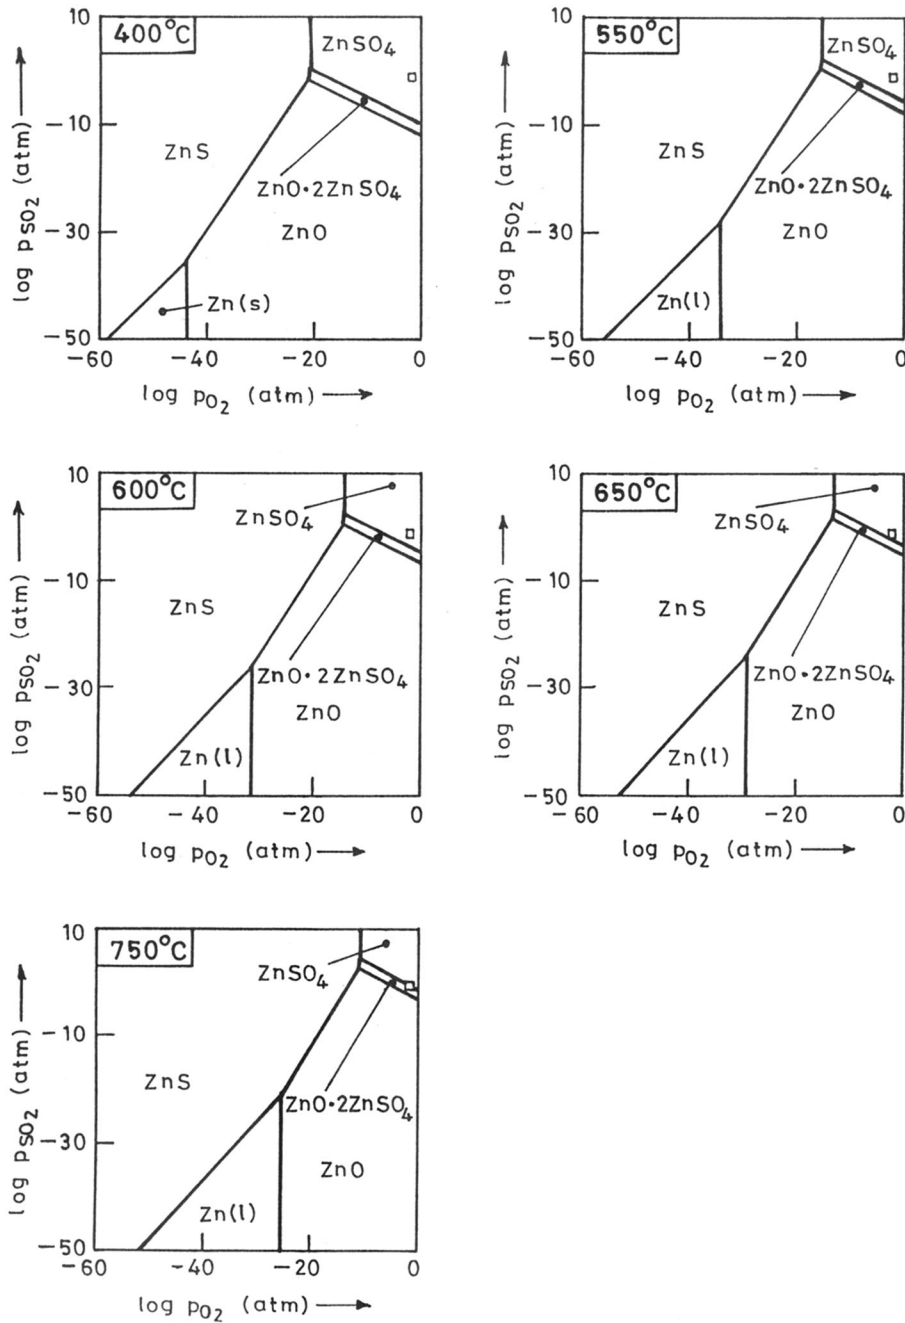 400°C
10
-10
-30
-50
log pSO2 (atm)
ZnSO4
ZnS
ZnO·2ZnSO4
ZnO
Zn(s)
-60
-40
-20
0
log pO2 (atm)
550°C
10
-10
-30
-50
log pSO2 (atm)
ZnSO4
ZnS
ZnO·2ZnSO4
ZnO
Zn(l)
-60
-40
-20
0
log pO2 (atm)
600°C
10
-10
-30
-50
log pSO2 (atm)
ZnSO4
ZnS
ZnO·2ZnSO4
ZnO
Zn(l)
-60
-40
-20
0
log pO2 (atm)
650°C
10
-10
-30
-50
log pSO2 (atm)
ZnSO4
ZnS
ZnO·2ZnSO4
ZnO
Zn(l)
-60
-40
-20
0
log pO2 (atm)
750°C
10
-10
-30
-50
log pSO2 (atm)
ZnSO4
ZnS
ZnO·2ZnSO4
ZnO
Zn(l)
-60
-40
-20
0
log pO2 (atm)